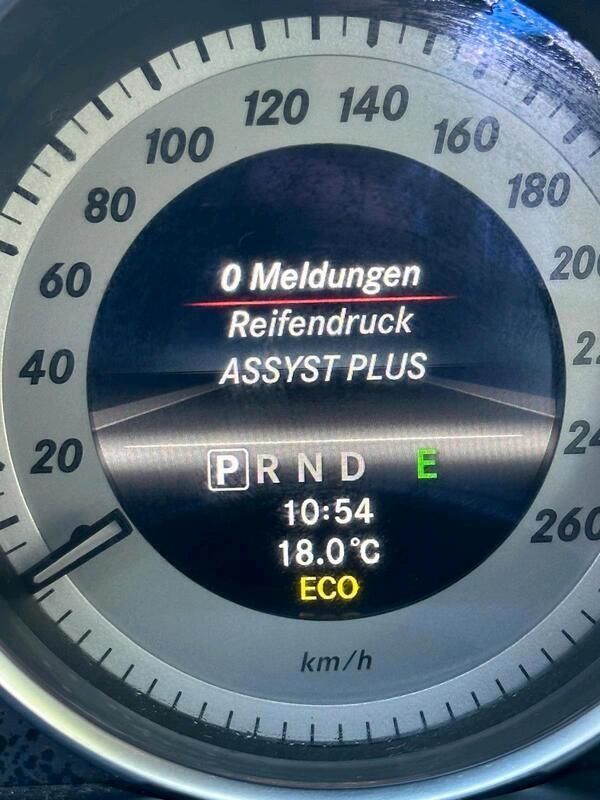 120 140
100 160
80 180
60 200
40
20
260
0 Meldungen
Reifendruck
ASSYST PLUS
P R N D E
10:54
18.0°C
ECO
km/h